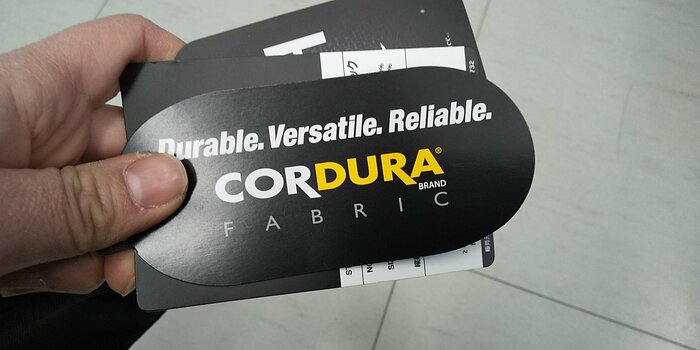 Durable. Versatile. Reliable.
CORDURA®
BRAND
FABRIC